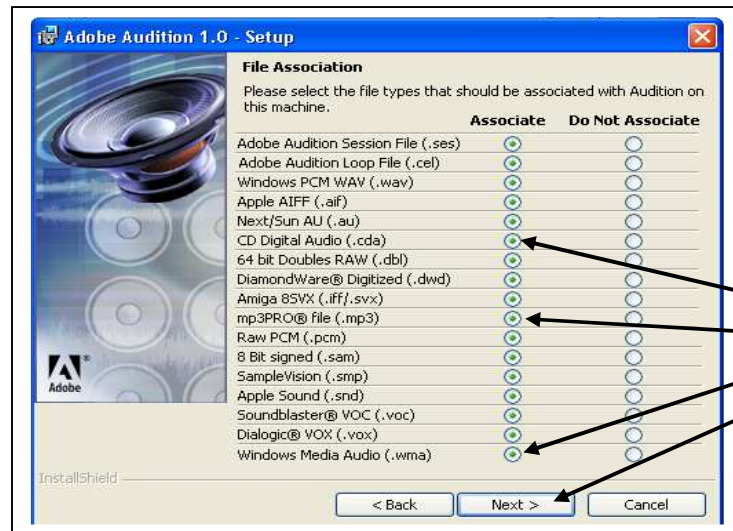 Adobe Audition 1.0 - Setup
File Association
Please select the file types that should be associated with Audition on
this machine.
Associate Do Not Associate
Adobe Audition Session File (.ses)
Adobe Audition Loop File (.cel)
Windows PCM WAV (.wav)
Apple AIFF (.aif)
Next/Sun AU (.au)
CD Digital Audio (.cda)
64 bit Doubles RAW (.dbl)
DiamondWare® Digitized (.dwd)
Amiga 8SVX (.iff/.svx)
mp3PRO® file (.mp3)
Raw PCM (.pcm)
8 Bit signed (.sam)
SampleVision (.smp)
Apple Sound (.snd)
Soundblaster® VOC (.voc)
Dialogic® VOX (.vox)
Windows Media Audio (.wma)
Adobe
InstallShield
< Back Next > Cancel